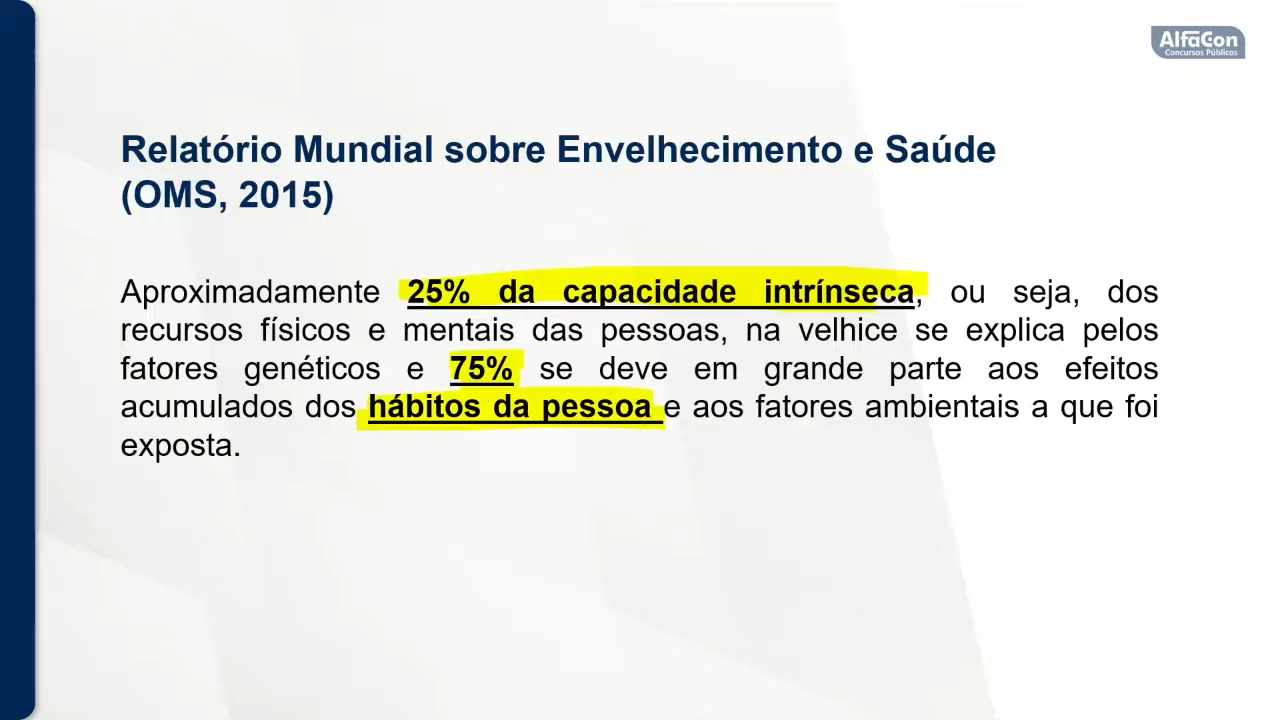 AlfaCon
Concursos Públicos
Relatório Mundial sobre Envelhecimento e Saúde
(OMS, 2015)
Aproximadamente 25% da capacidade intrínseca, ou seja, dos
recursos físicos e mentais das pessoas, na velhice se explica pelos
fatores genéticos e 75% se deve em grande parte aos efeitos
acumulados dos hábitos da pessoa e aos fatores ambientais a que foi
exposta.